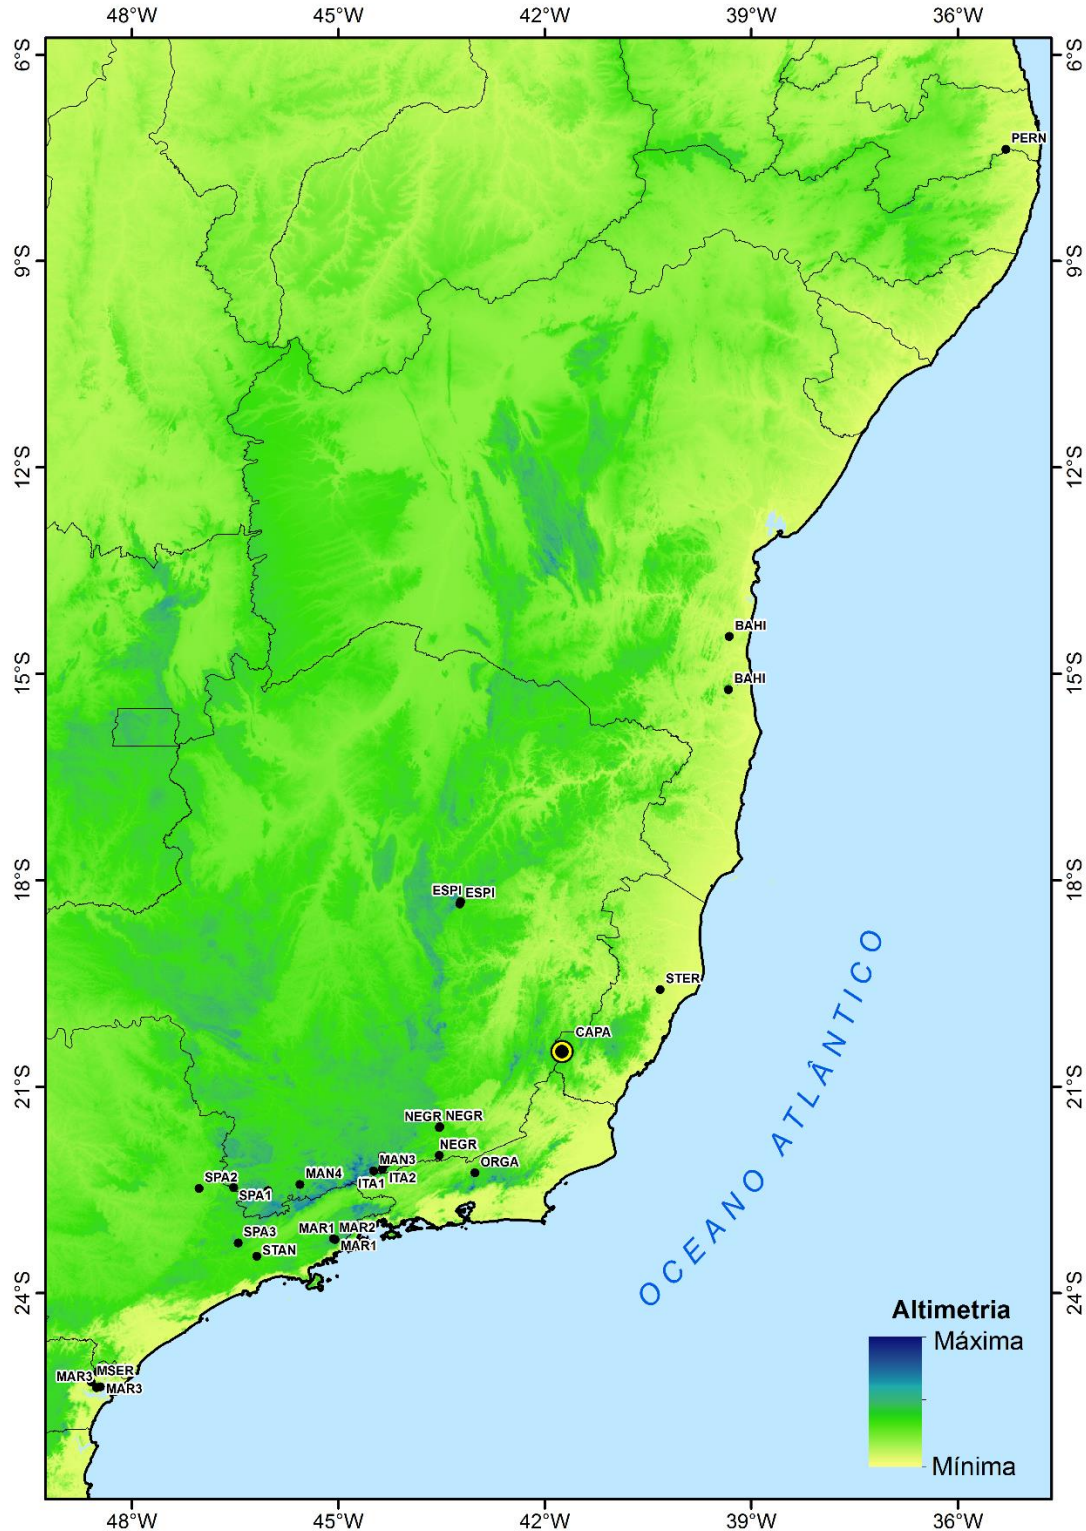 48°W 45°W 42°W 39°W 36°W
6°S 6°S
PERN
9°S 9°S
12°S 12°S
BAHI
15°S 15°S
BAHI
18°S 18°S
ESPI ESPI
STER
CAPA
21°S 21°S
NEGR NEGR
NEGR
MAN3
ORGA
SPA2
MAN4
ITA1
ITA2
SPA1
SPA3
MAR1 MAR2
MAR1
STAN
OCEANO ATLÂNTICO
24°S 24°S
Altimetria
Máxima
Mínima
MSER
MAR3
MAR3
48°W 45°W 42°W 39°W 36°W